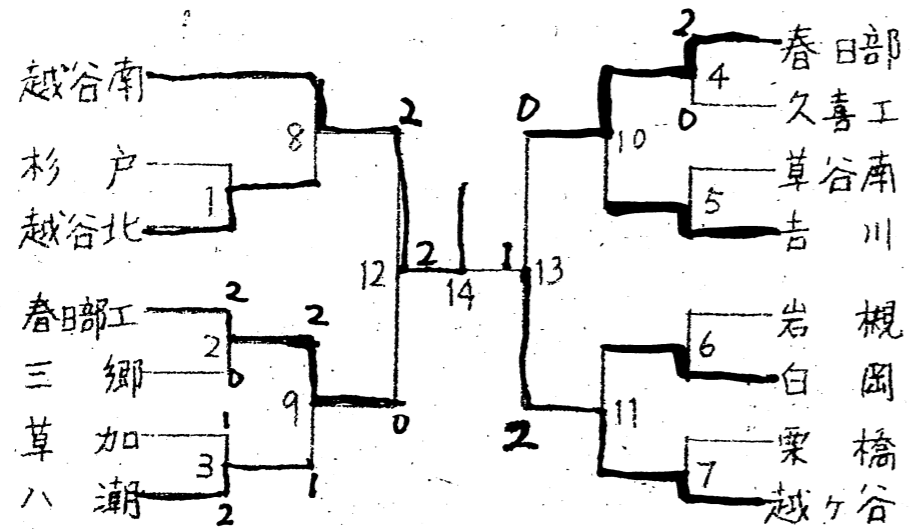 越谷南
杉戸
越谷北
春日部工
三郷
草加
八潮
1
2
3
8
9
12
14
13
10
11
4
5
6
7
2
0
1
2
2
1
2
0
2
1
0
2
2
0
春日部
久喜工
草谷南
吉川
岩槻
白岡
栗橋
越ヶ谷